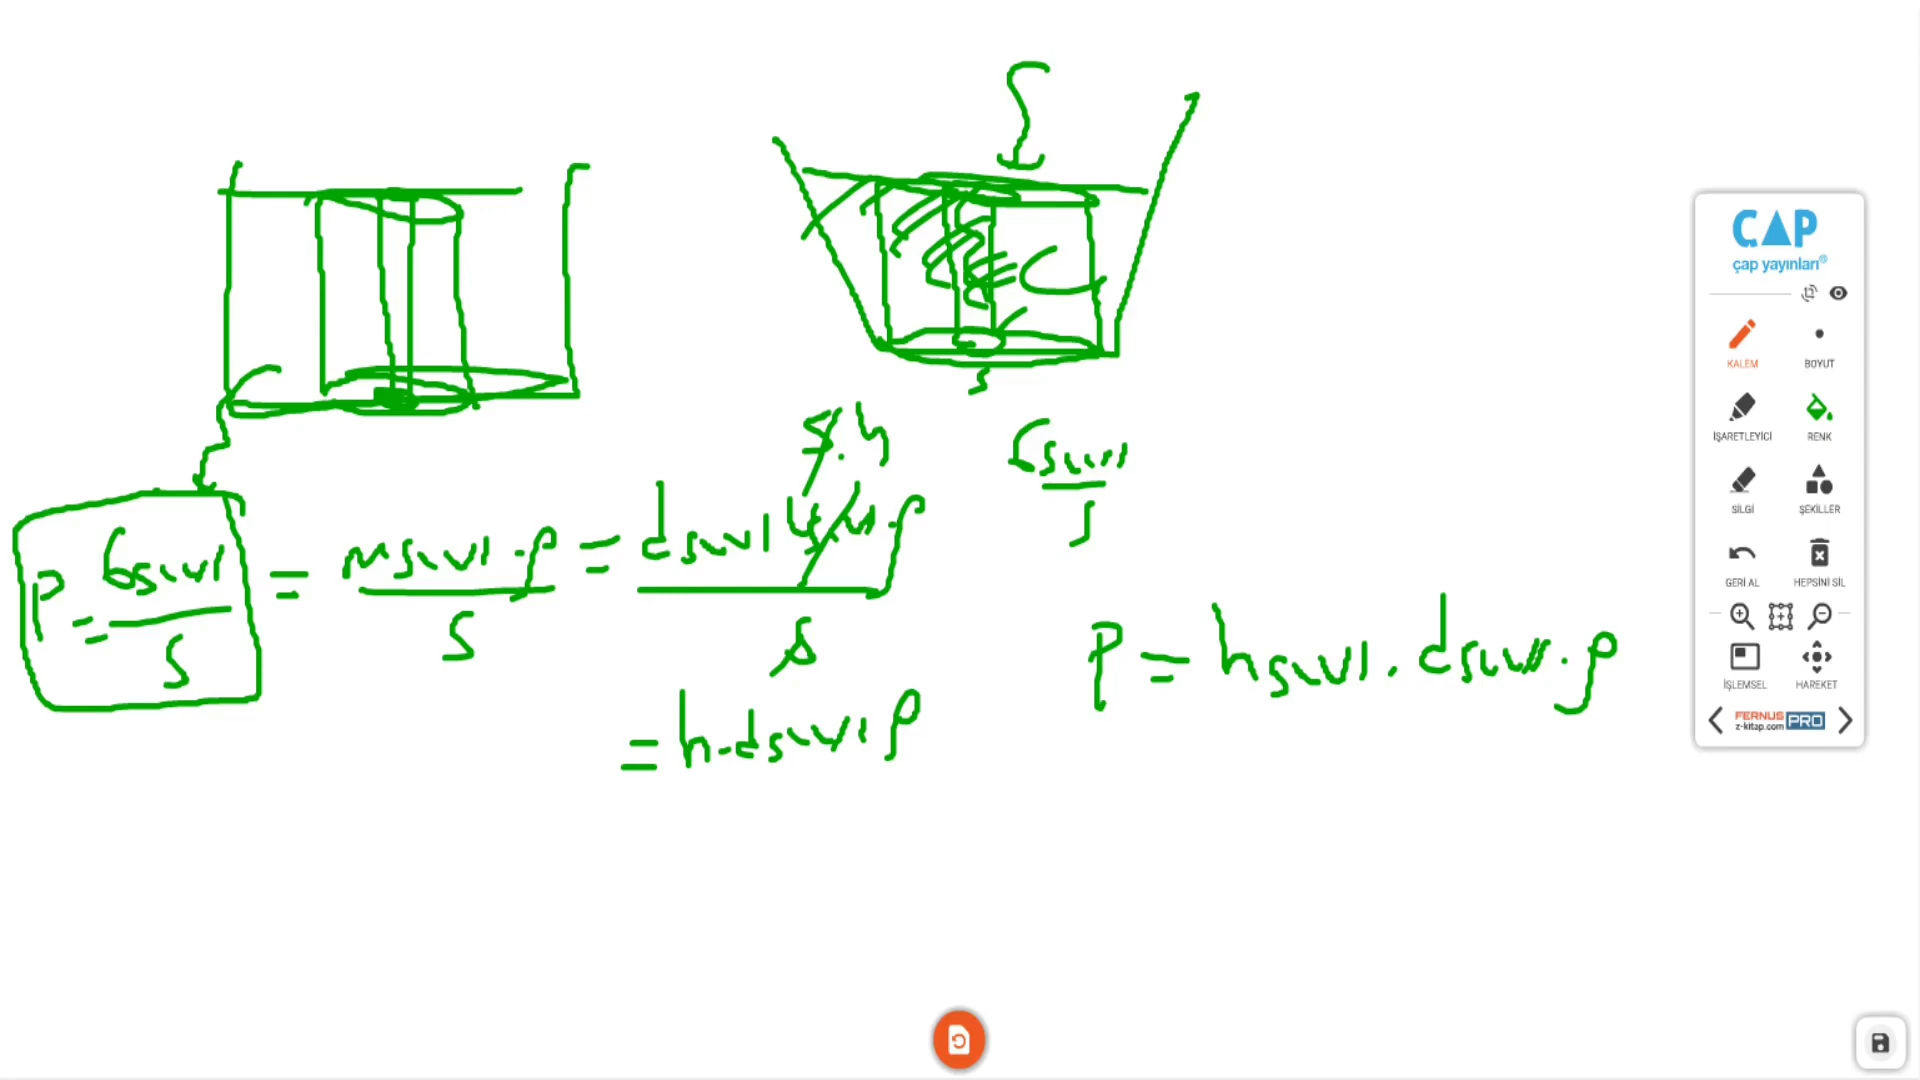 S
S
S.h
Gsıvı
S
P = Gsıvı / S = msıvı.g / S = dsıvı Vsıvı.g / S
= h.dsıvı g
P = hsıvı.dsıvı.g
ÇAP
çap yayınları®
KALEM
BOYUT
İŞARETLEYİCİ
RENK
SİLGİ
ŞEKİLLER
GERİ AL
HEPSİNİ SİL
İŞLEMSEL
HAREKET
FERNUS PRO
z-kitap.com